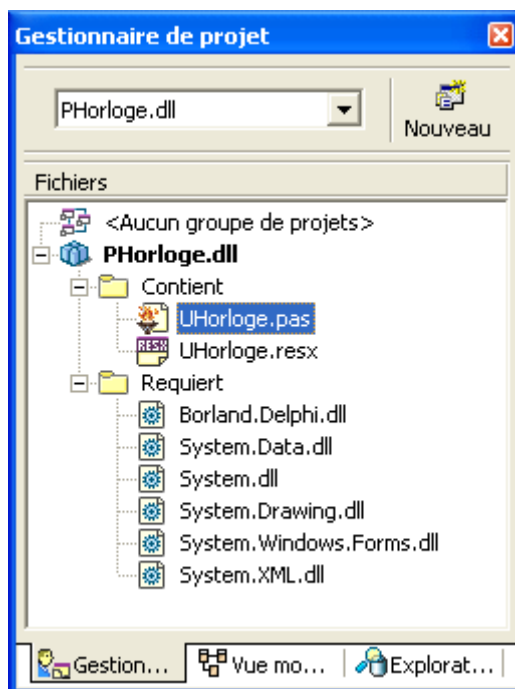 Gestionnaire de projet
PHorloge.dll
Nouveau
Fichiers
<Aucun groupe de projets>
PHorloge.dll
Contient
UHorloge.pas
RESX
UHorloge.resx
Requiert
Borland.Delphi.dll
System.Data.dll
System.dll
System.Drawing.dll
System.Windows.Forms.dll
System.XML.dll
Gestion... Vue mo... Explorat...